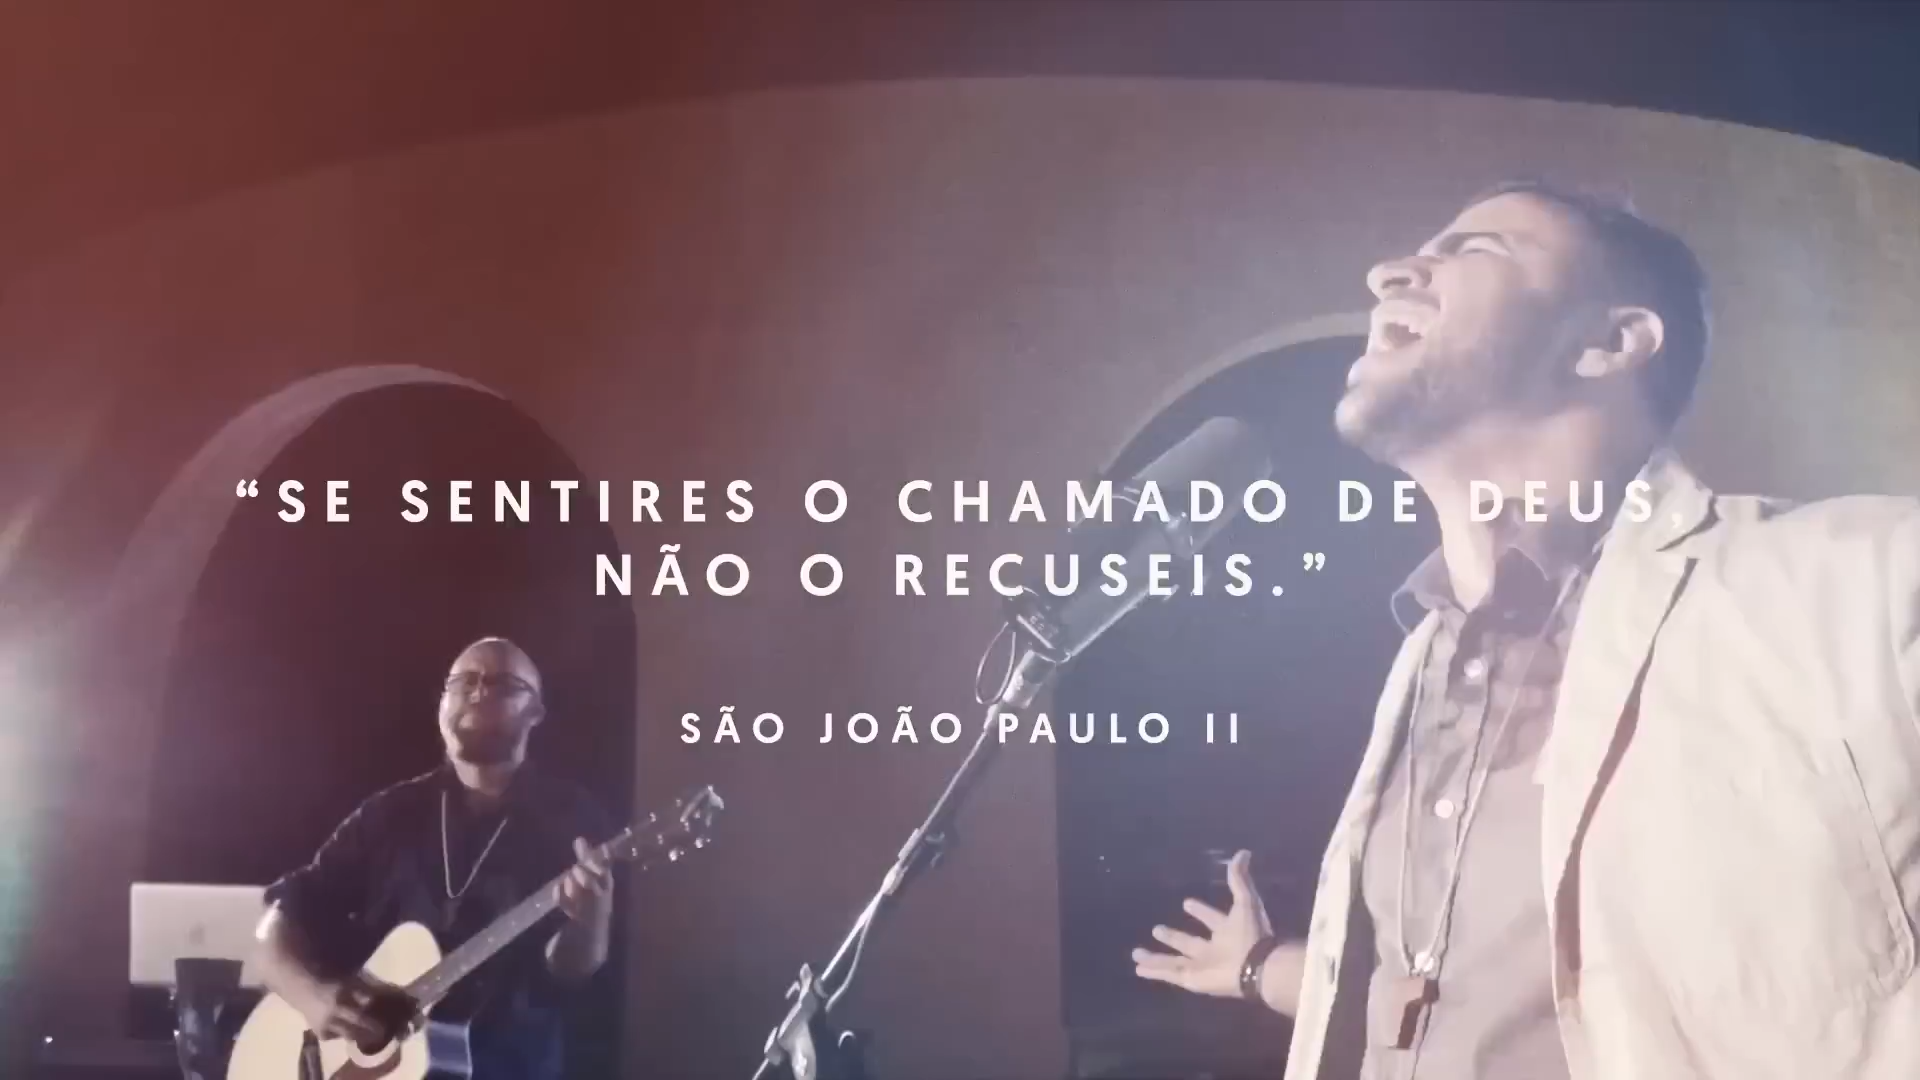 “SE SENTIRES O CHAMADO DE DEUS,
NÃO O RECUSEIS.”
SÃO JOÃO PAULO II